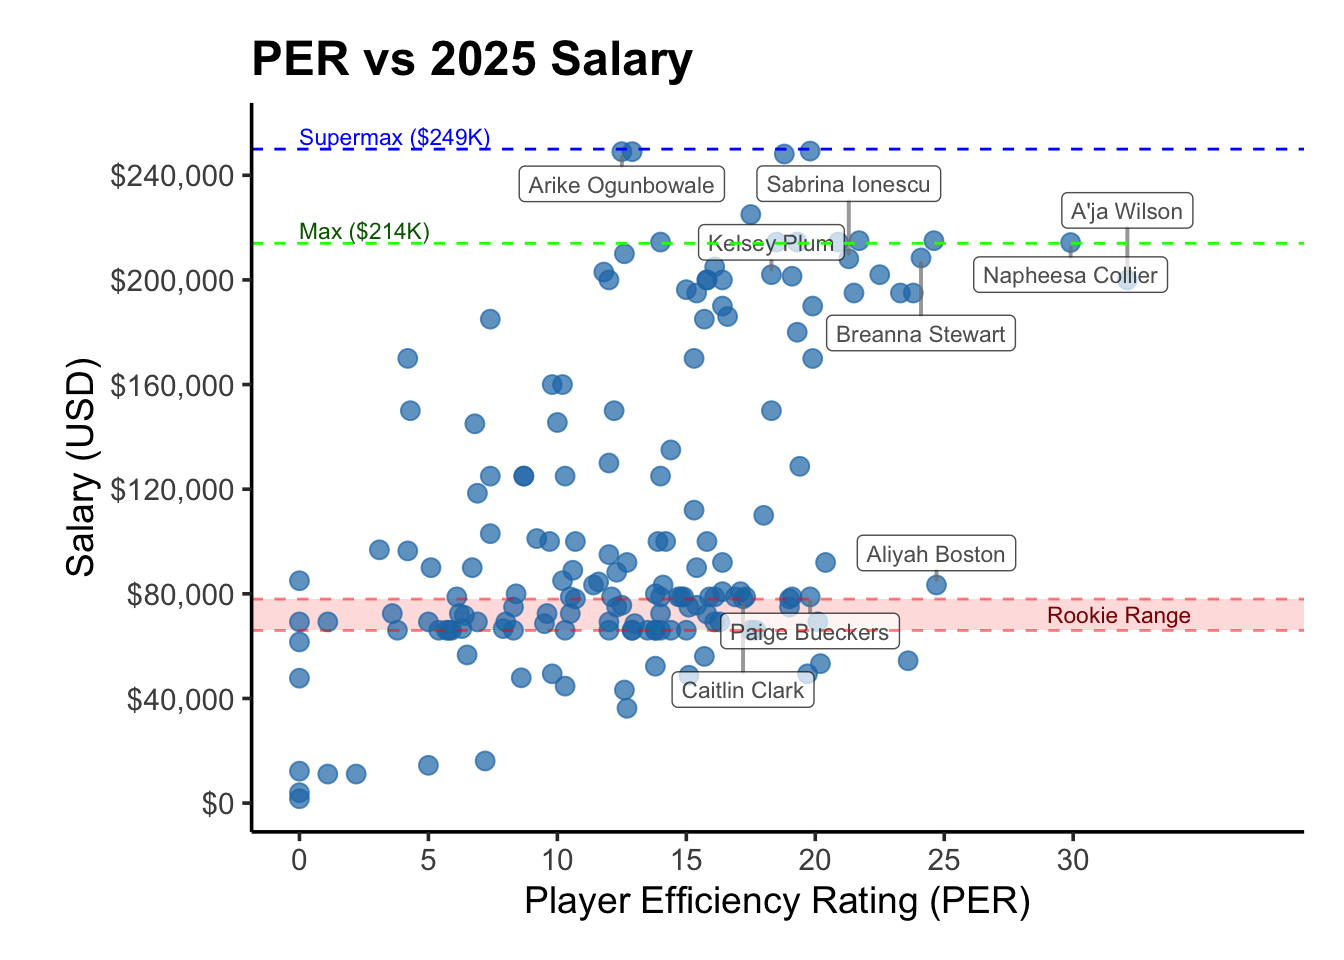 PER vs 2025 Salary
Supermax ($249K)
$240,000
Arike Ogunbowale
Sabrina Ionescu
A'ja Wilson
Max ($214K)
Kelsey Plum
$200,000
Napheesa Collier
Breanna Stewart
$160,000
Salary (USD)
$120,000
Aliyah Boston
$80,000
Rookie Range
Paige Bueckers
Caitlin Clark
$40,000
$0
0 5 10 15 20 25 30
Player Efficiency Rating (PER)